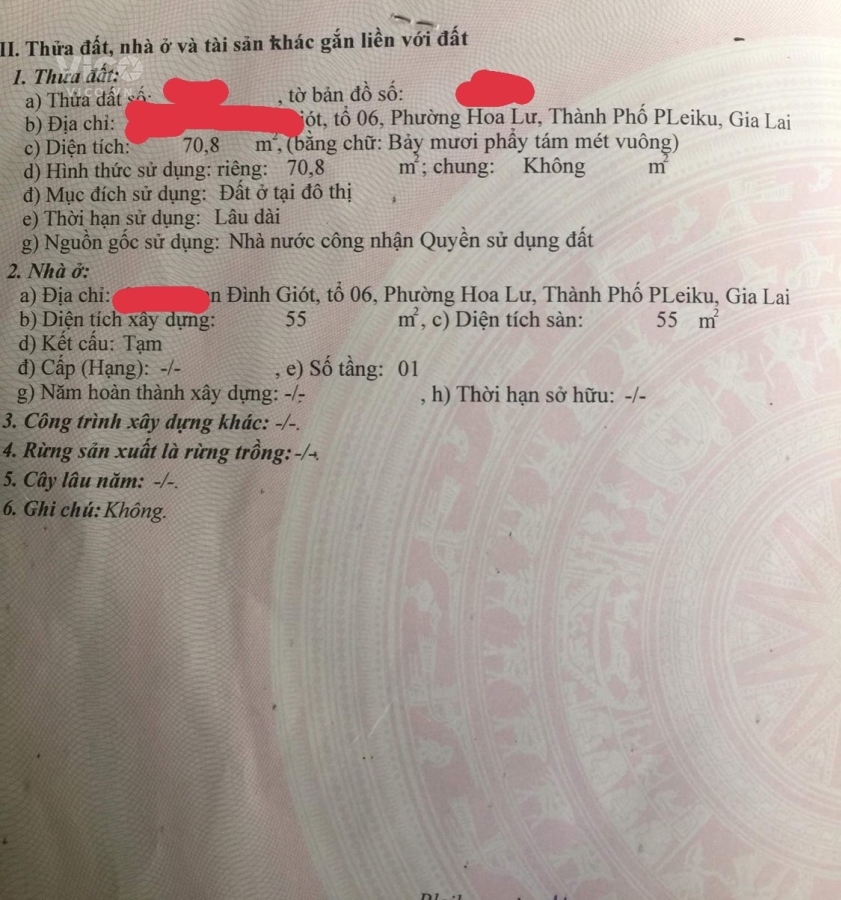 II. Thửa đất, nhà ở và tài sản khác gắn liền với đất
1. Thửa đất:
VICO
VICO.VN
a) Thửa đất số: , tờ bản đồ số:
b) Địa chỉ: iót, tổ 06, Phường Hoa Lư, Thành Phố PLeiku, Gia Lai
c) Diện tích: 70,8 m², (bằng chữ: Bảy mươi phẩy tám mét vuông)
d) Hình thức sử dụng: riêng: 70,8 m²; chung: Không m²
đ) Mục đích sử dụng: Đất ở tại đô thị
e) Thời hạn sử dụng: Lâu dài
g) Nguồn gốc sử dụng: Nhà nước công nhận Quyền sử dụng đất
2. Nhà ở:
a) Địa chỉ: n Đình Giót, tổ 06, Phường Hoa Lư, Thành Phố PLeiku, Gia Lai
b) Diện tích xây dựng: 55 m², c) Diện tích sàn: 55 m²
d) Kết cấu: Tạm
đ) Cấp (Hạng): -/- , e) Số tầng: 01
g) Năm hoàn thành xây dựng: -/- , h) Thời hạn sở hữu: -/-
3. Công trình xây dựng khác: -/-.
4. Rừng sản xuất là rừng trồng: -/-.
5. Cây lâu năm: -/-.
6. Ghi chú: Không.